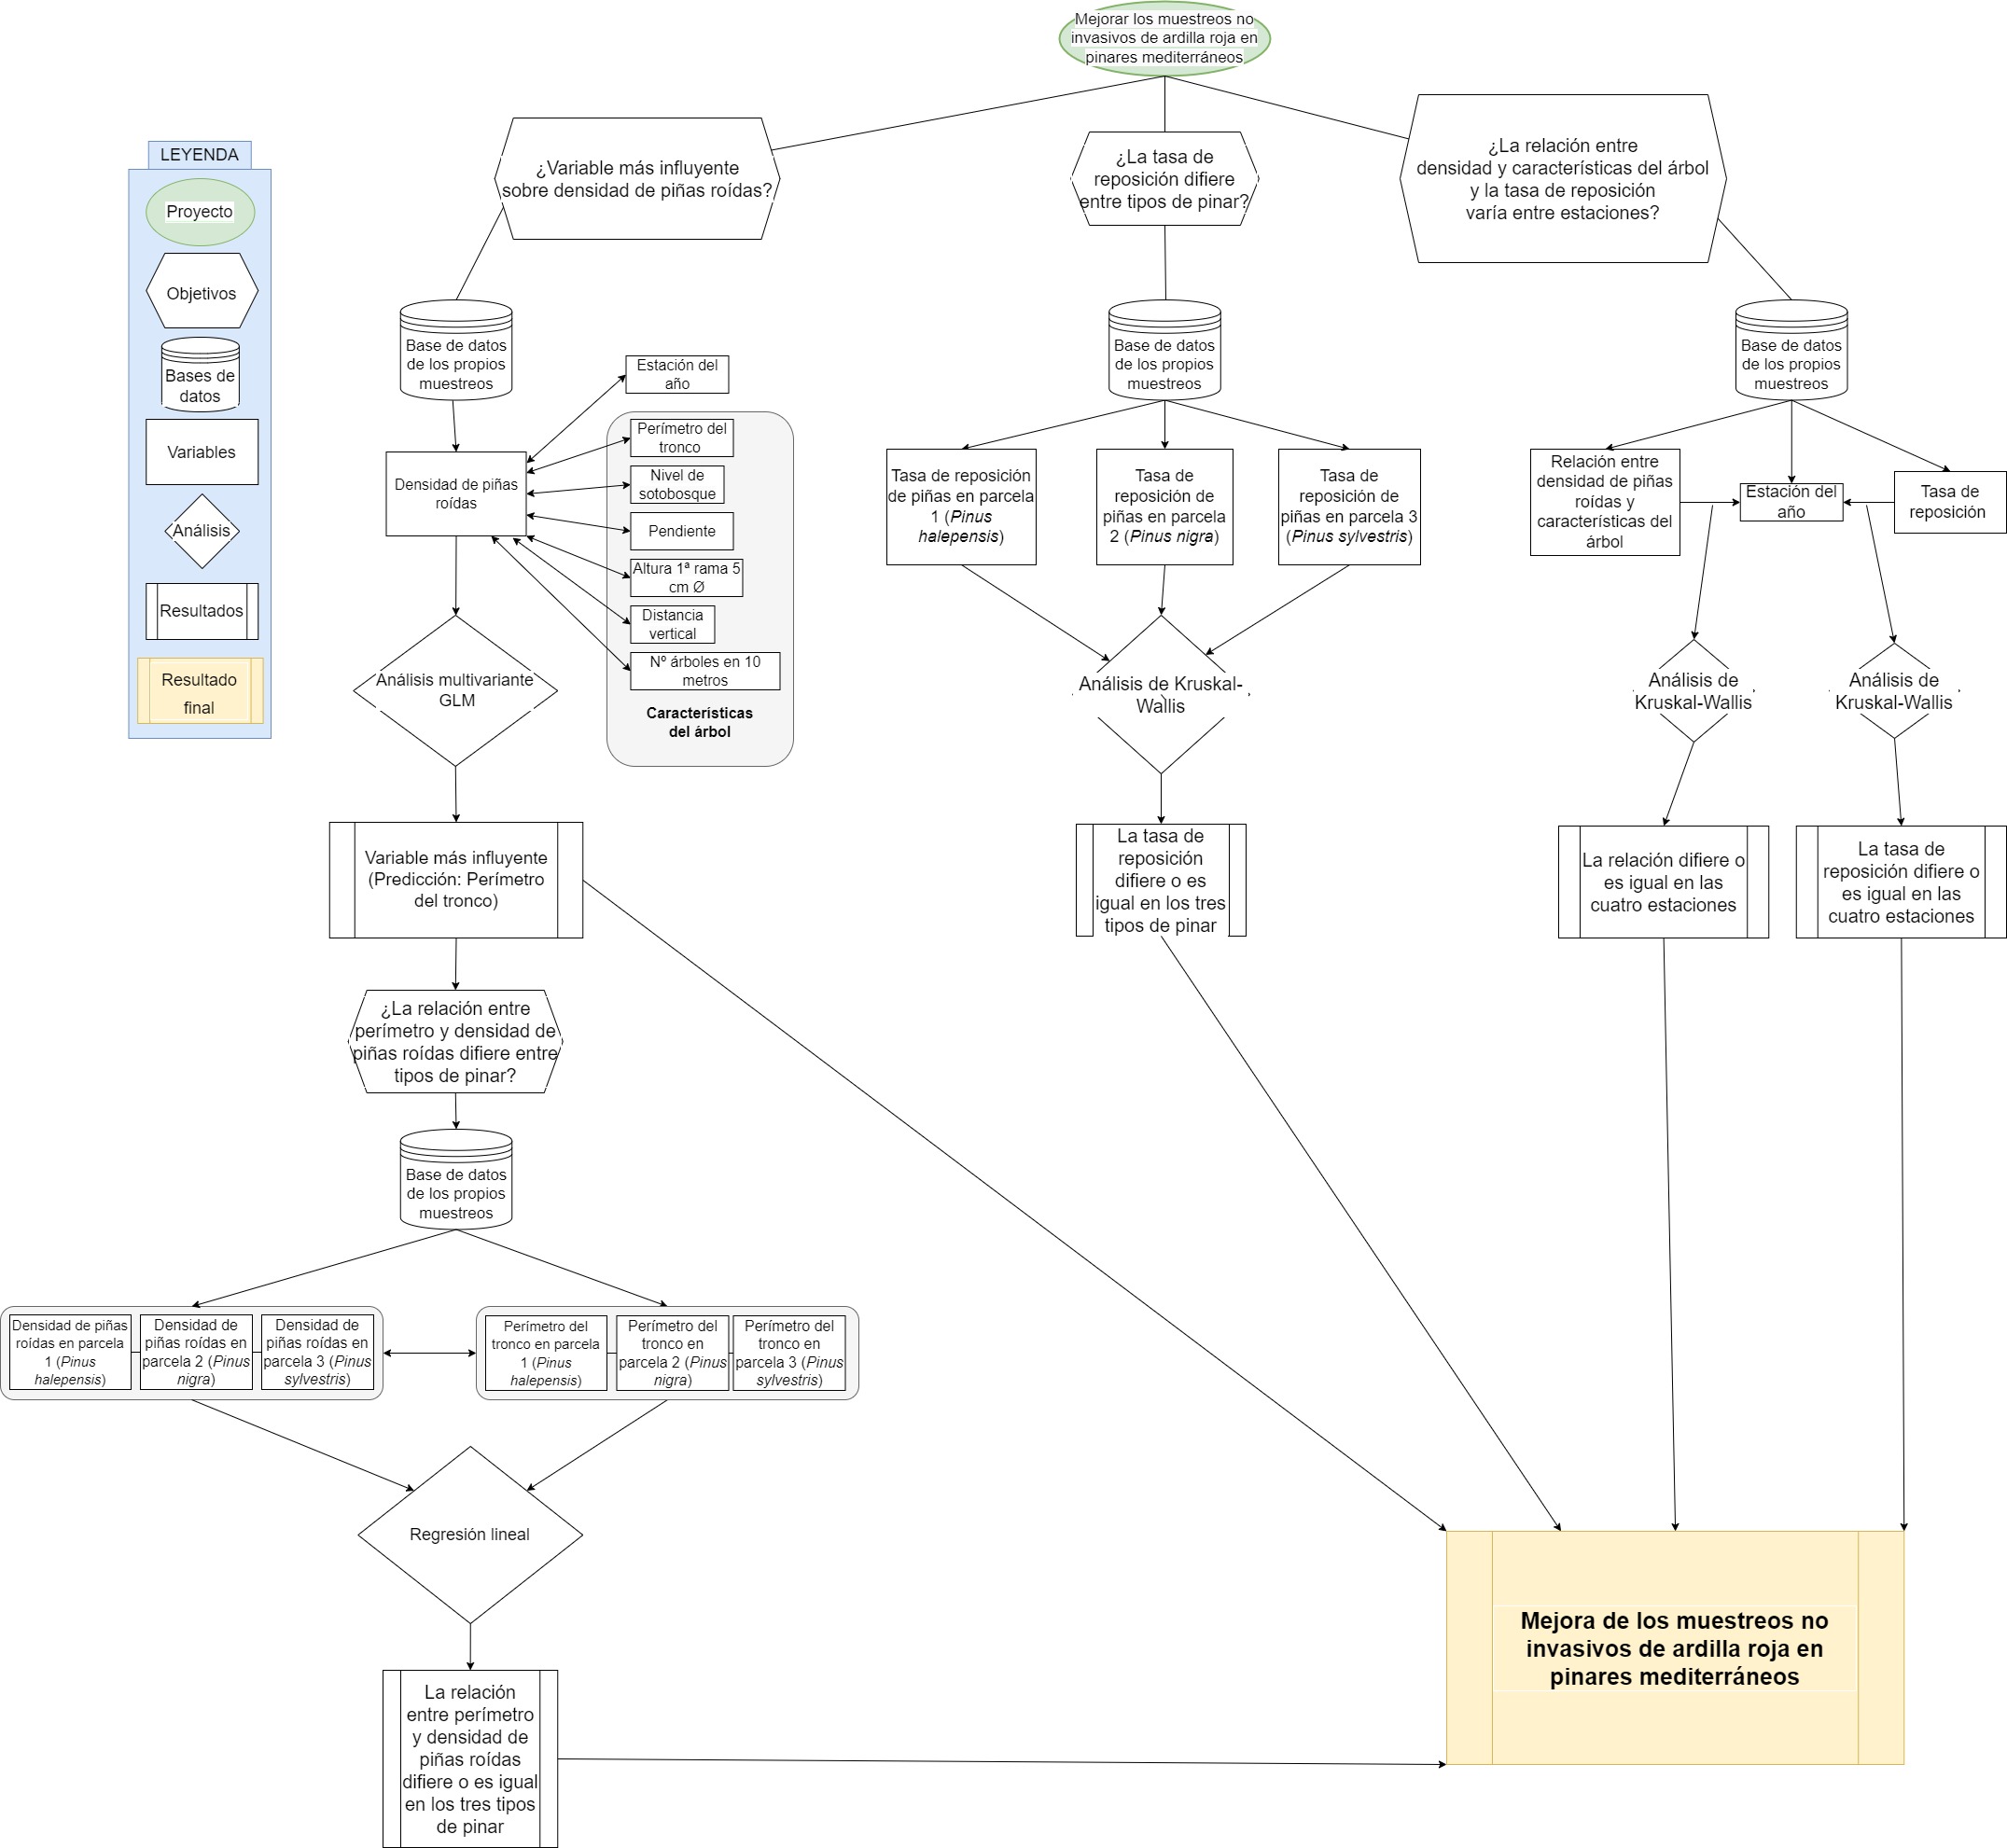 Mejorar los muestreos no
invasivos de ardilla roja en
pinares mediterráneos
¿Variable más influyente
sobre densidad de piñas roídas?
¿La tasa de
reposición difiere
entre tipos de pinar?
¿La relación entre
densidad y características del árbol
y la tasa de reposición
varía entre estaciones?
LEYENDA
Proyecto
Objetivos
Bases de
datos
Variables
Análisis
Resultados
Resultado
final
Base de datos
de los propios
muestreos
Estación del
año
Perímetro del
tronco
Nivel de
sotobosque
Pendiente
Altura 1ª rama 5
cm Ø
Distancia
vertical
Nº árboles en 10
metros
Características
del árbol
Densidad de piñas
roídas
Análisis multivariante
GLM
Variable más influyente
(Predicción: Perímetro
del tronco)
¿La relación entre
perímetro y densidad de
piñas roídas difiere entre
tipos de pinar?
Base de datos
de los propios
muestreos
Densidad de piñas
roídas en parcela
1 (Pinus
halepensis)
Densidad de
piñas roídas en
parcela 2 (Pinus
nigra)
Densidad de
piñas roídas en
parcela 3 (Pinus
sylvestris)
Perímetro del
tronco en parcela
1 (Pinus
halepensis)
Perímetro del
tronco en
parcela 2 (Pinus
nigra)
Perímetro del
tronco en
parcela 3 (Pinus
sylvestris)
Regresión lineal
La relación
entre perímetro
y densidad de
piñas roídas
difiere o es igual
en los tres tipos
de pinar
Base de datos
de los propios
muestreos
Tasa de reposición
de piñas en parcela
1 (Pinus
halepensis)
Tasa de
reposición de
piñas en parcela
2 (Pinus nigra)
Tasa de
reposición de
piñas en parcela 3
(Pinus sylvestris)
Análisis de Kruskal-
Wallis
La tasa de
reposición
difiere o es
igual en los tres
tipos de pinar
Base de datos
de los propios
muestreos
Relación entre
densidad de piñas
roídas y
características del
árbol
Estación del
año
Tasa de
reposición
Análisis de
Kruskal-Wallis
Análisis de
Kruskal-Wallis
La relación difiere o
es igual en las
cuatro estaciones
La tasa de
reposición difiere o
es igual en las
cuatro estaciones
Mejora de los muestreos no
invasivos de ardilla roja en
pinares mediterráneos